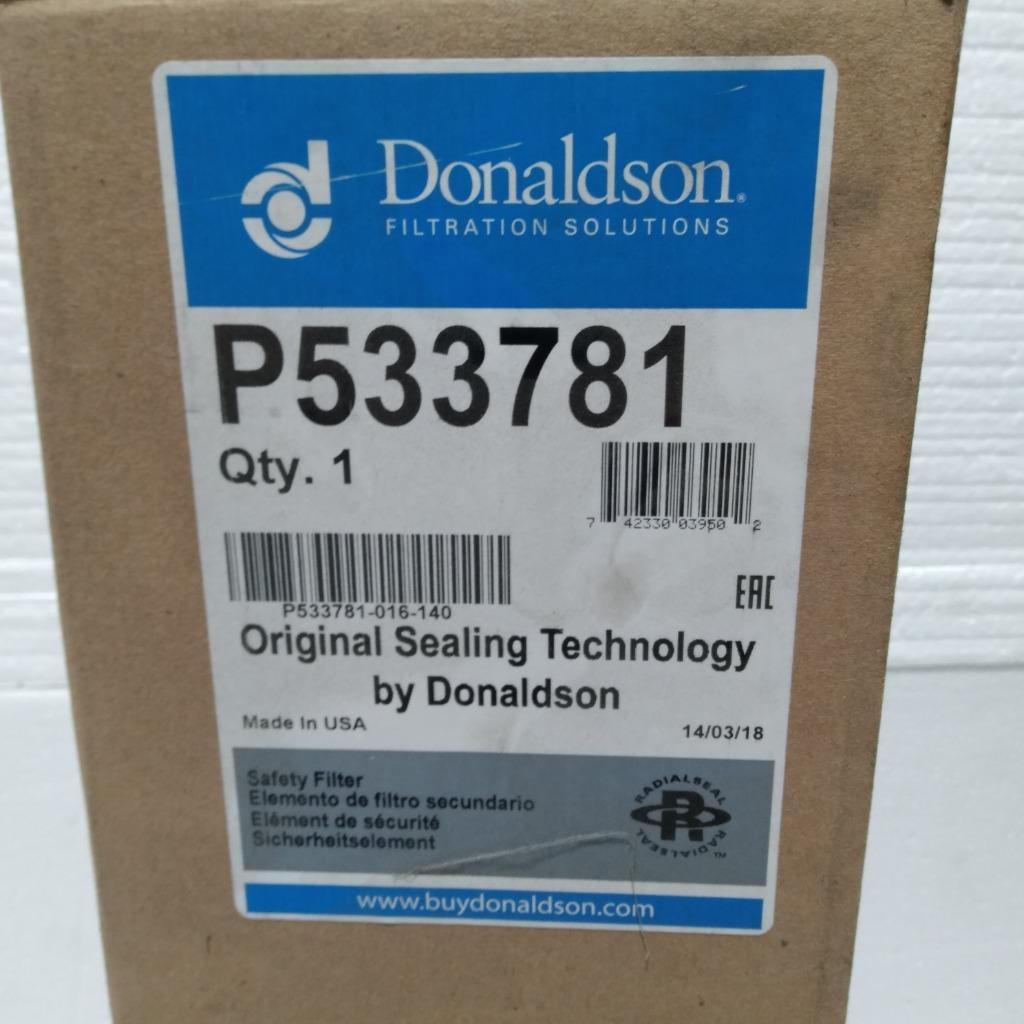 Donaldson®
FILTRATION SOLUTIONS
P533781
Qty. 1
7 42330 03950 2
P533781-016-140
EAC
Original Sealing Technology
by Donaldson
Made In USA
14/03/18
Safety Filter
Elemento de filtro secundario
Elément de sécurité
Sicherheitselement
RADIALSEAL
RADIALSEAL™
www.buydonaldson.com